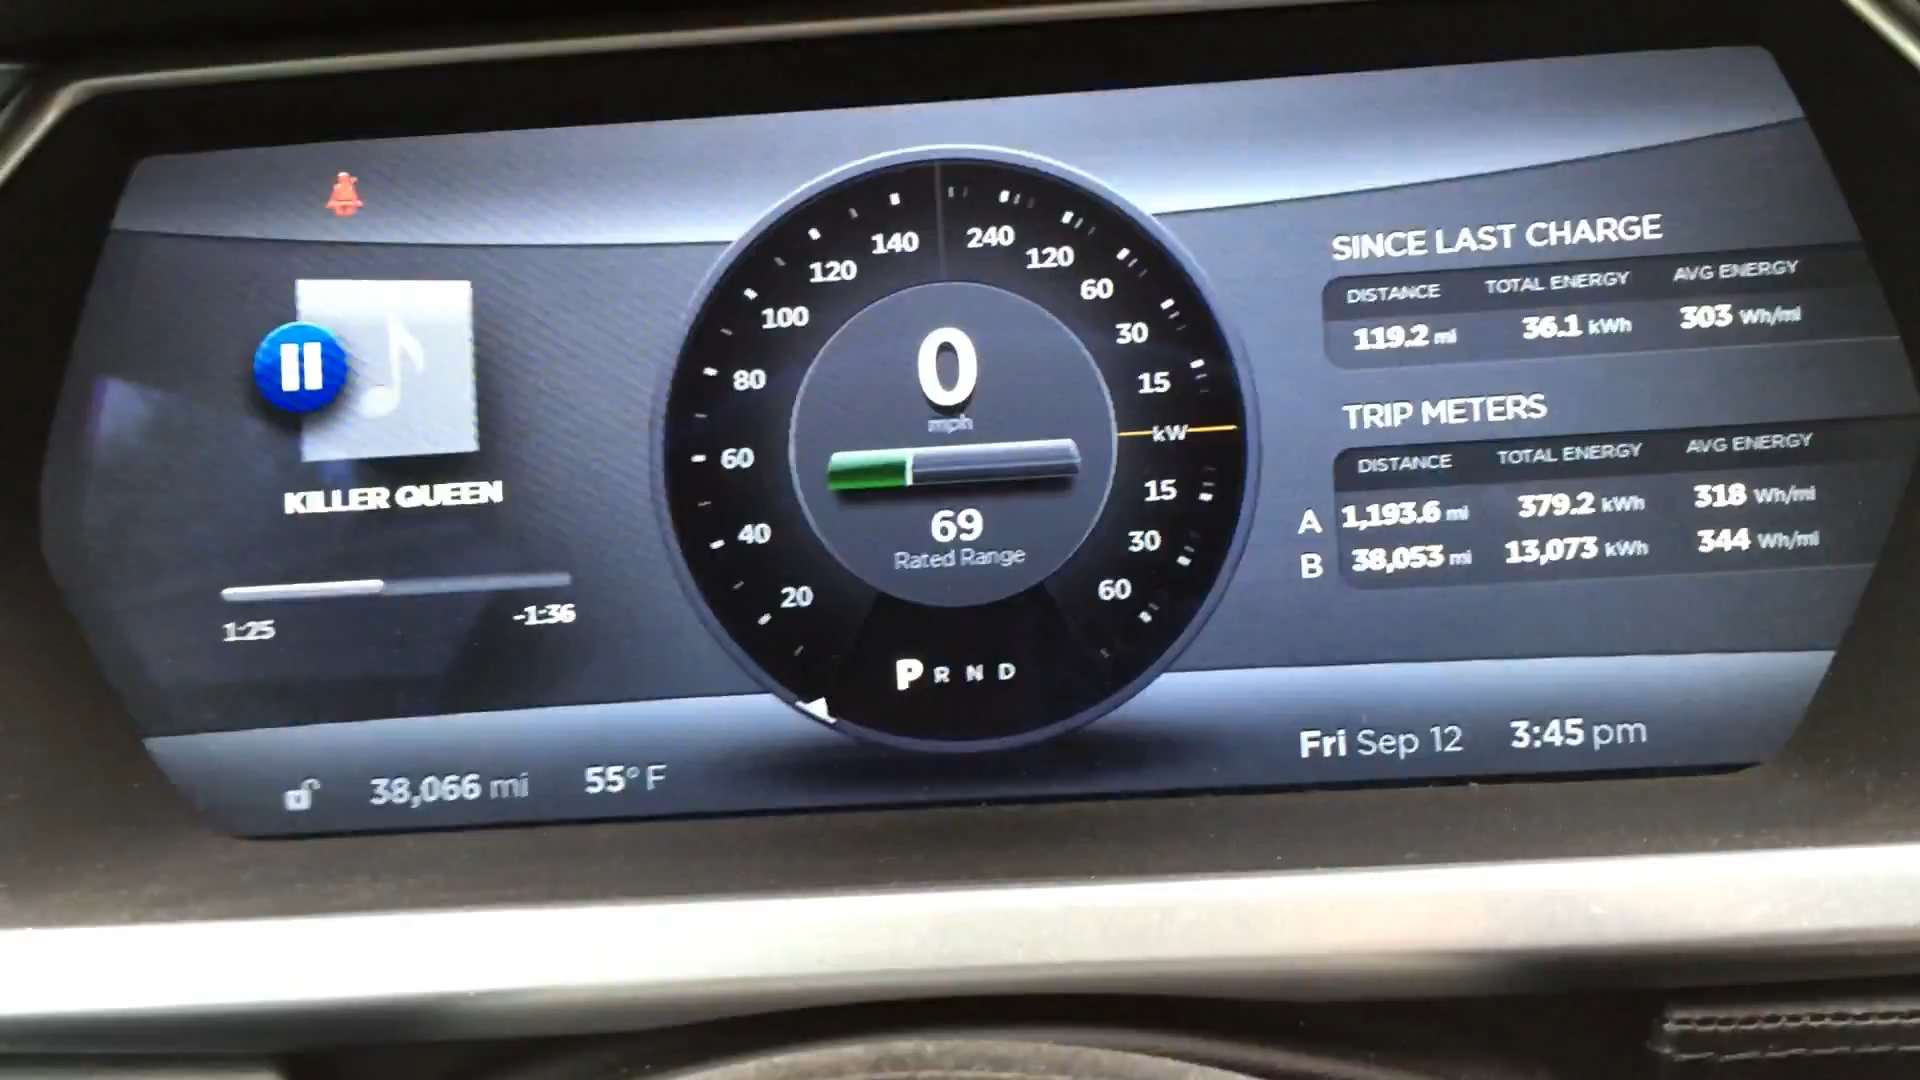 KILLER QUEEN
1:25 -1:36
38,066 mi 55° F
140
120
100
80
60
40
20
240
120
60
30
15
kW
15
30
60
0
mph
69
Rated Range
P R N D
SINCE LAST CHARGE
DISTANCE TOTAL ENERGY AVG ENERGY
119.2 mi 36.1 kWh 303 Wh/mi
TRIP METERS
DISTANCE TOTAL ENERGY AVG ENERGY
A 1,193.6 mi 379.2 kWh 318 Wh/mi
B 38,053 mi 13,073 kWh 344 Wh/mi
Fri Sep 12 3:45 pm